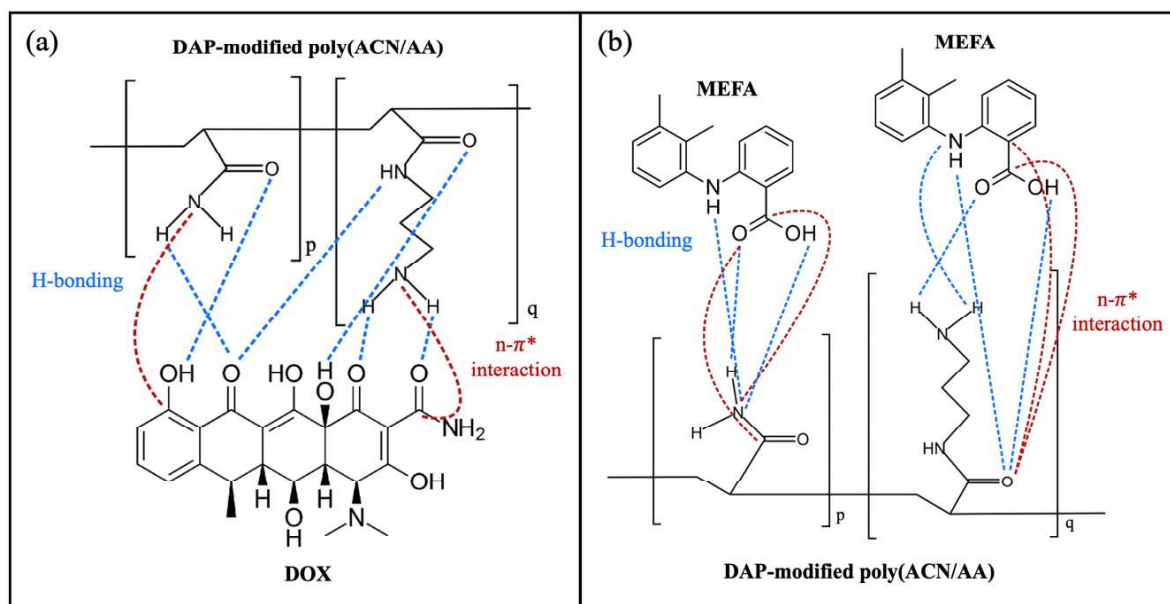 (a)
DAP-modified poly(ACN/AA)
O
O
HN
N
H H
p
H-bonding
N
H H
q
n-π*
interaction
OH O HO H O O
O
NH₂
OH
H H
O
H
N
DOX
(b)
MEFA
MEFA
N
H
O OH
N
H
O OH
H-bonding
H H
N
n-π*
interaction
H
N
H
O
HN
O
p
q
DAP-modified poly(ACN/AA)